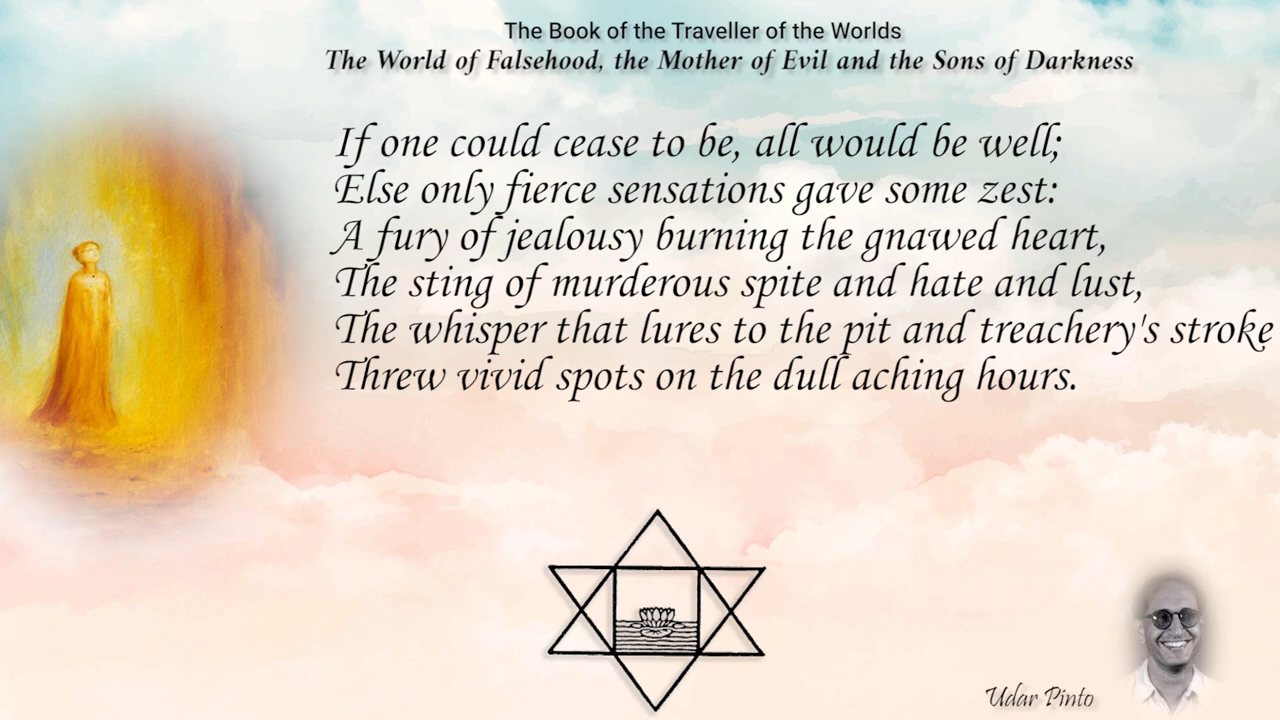 The Book of the Traveller of the Worlds
The World of Falsehood, the Mother of Evil and the Sons of Darkness
If one could cease to be, all would be well;
Else only fierce sensations gave some zest:
A fury of jealousy burning the gnawed heart,
The sting of murderous spite and hate and lust,
The whisper that lures to the pit and treachery's stroke
Threw vivid spots on the dull aching hours.
Udar Pinto